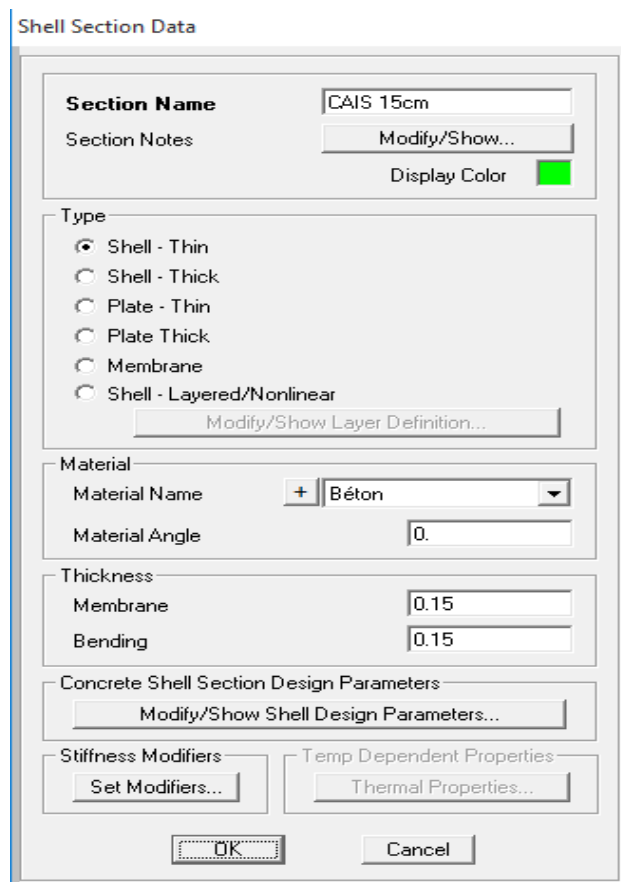 Shell Section Data
Section Name CAIS 15cm
Section Notes Modify/Show...
Display Color
Type
Shell - Thin
Shell - Thick
Plate - Thin
Plate Thick
Membrane
Shell - Layered/Nonlinear
Modify/Show Layer Definition...
Material
Material Name + Béton
Material Angle 0.
Thickness
Membrane 0.15
Bending 0.15
Concrete Shell Section Design Parameters
Modify/Show Shell Design Parameters...
Stiffness Modifiers Temp Dependent Properties
Set Modifiers... Thermal Properties...
OK Cancel